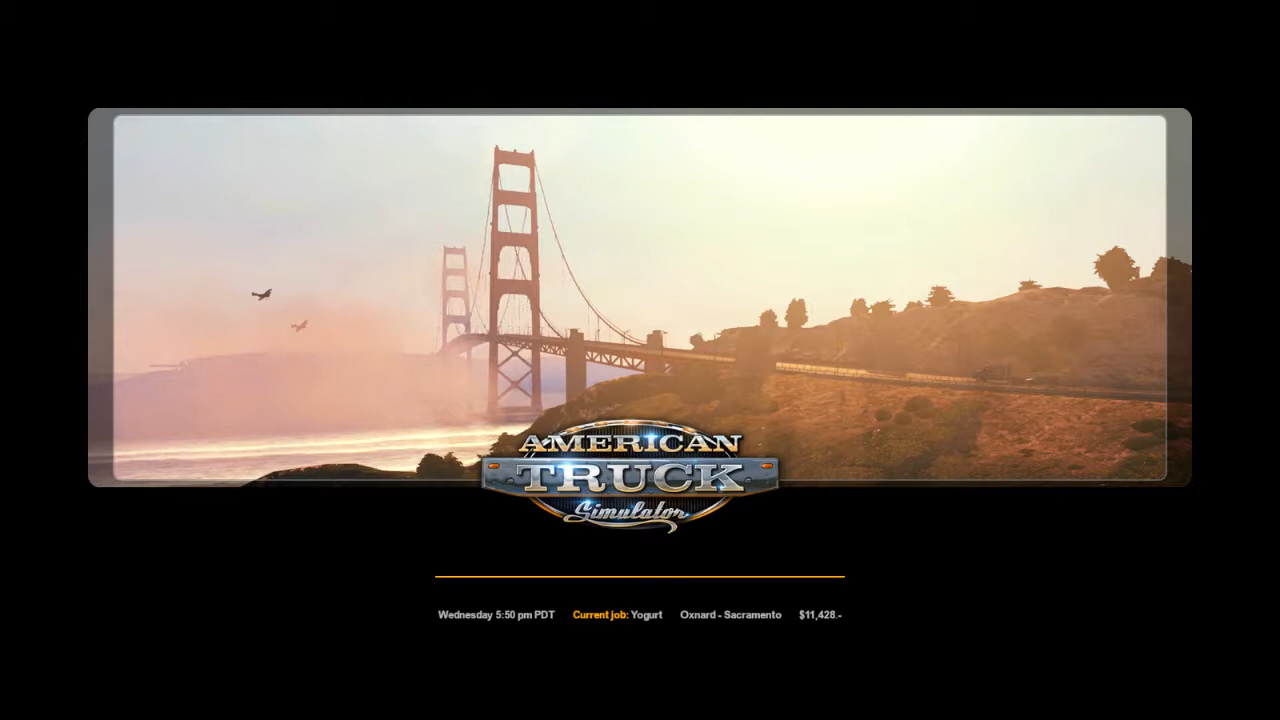 AMERICAN
TRUCK
Simulator
Wednesday 5:50 pm PDT Current job: Yogurt Oxnard - Sacramento $11,428.-